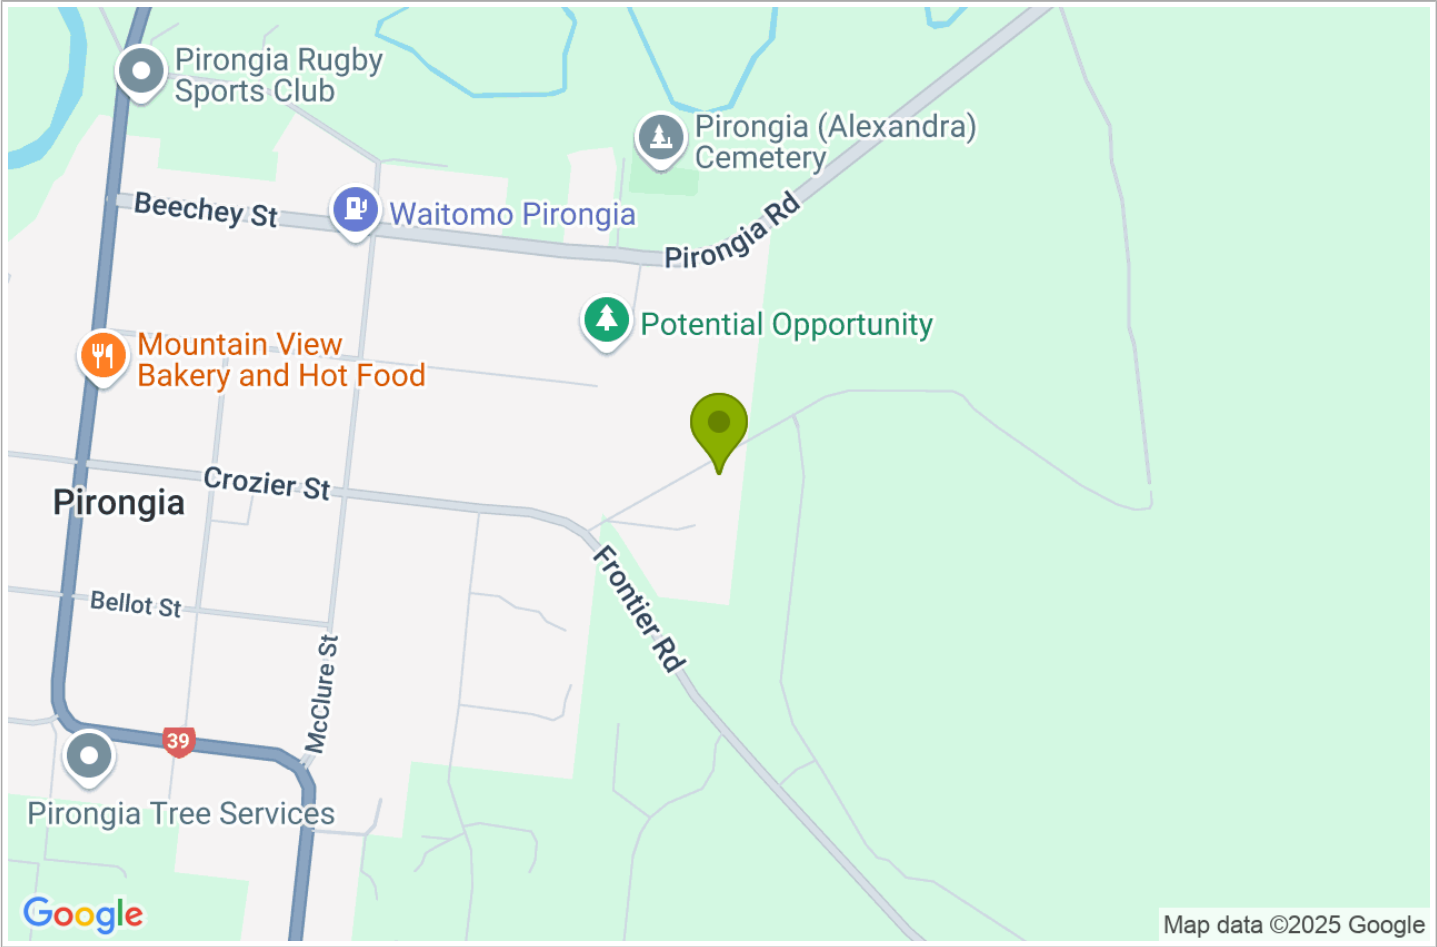 Pirongia Rugby
Sports Club
Pirongia (Alexandra)
Cemetery
Beechey St
Waitomo Pirongia
Pirongia Rd
Potential Opportunity
Mountain View
Bakery and Hot Food
Crozier St
Pirongia
Frontier Rd
Bellot St
McClure St
39
Pirongia Tree Services
Google
Map data ©2025 Google